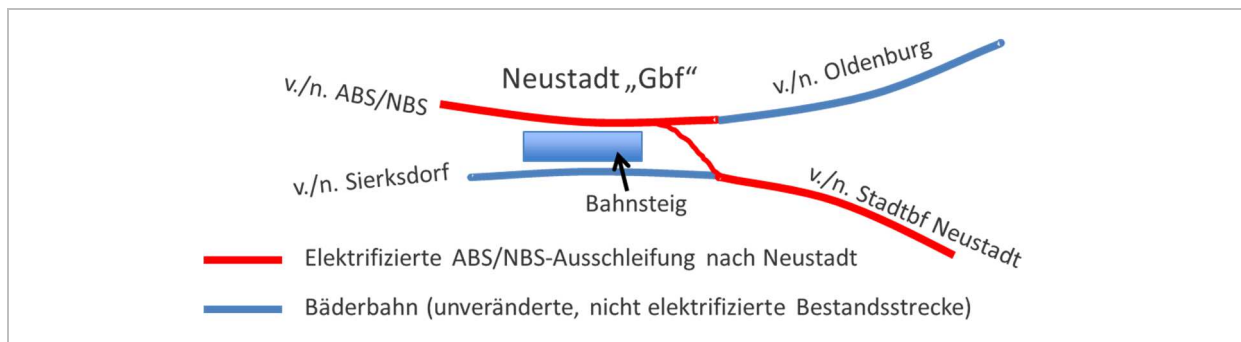 v./n. ABS/NBS
Neustadt „Gbf“
v./n. Oldenburg
v./n. Sierksdorf
Bahnsteig
v./n. Stadtbf Neustadt
Elektrifizierte ABS/NBS-Ausschleifung nach Neustadt
Bäderbahn (unveränderte, nicht elektrifizierte Bestandsstrecke)